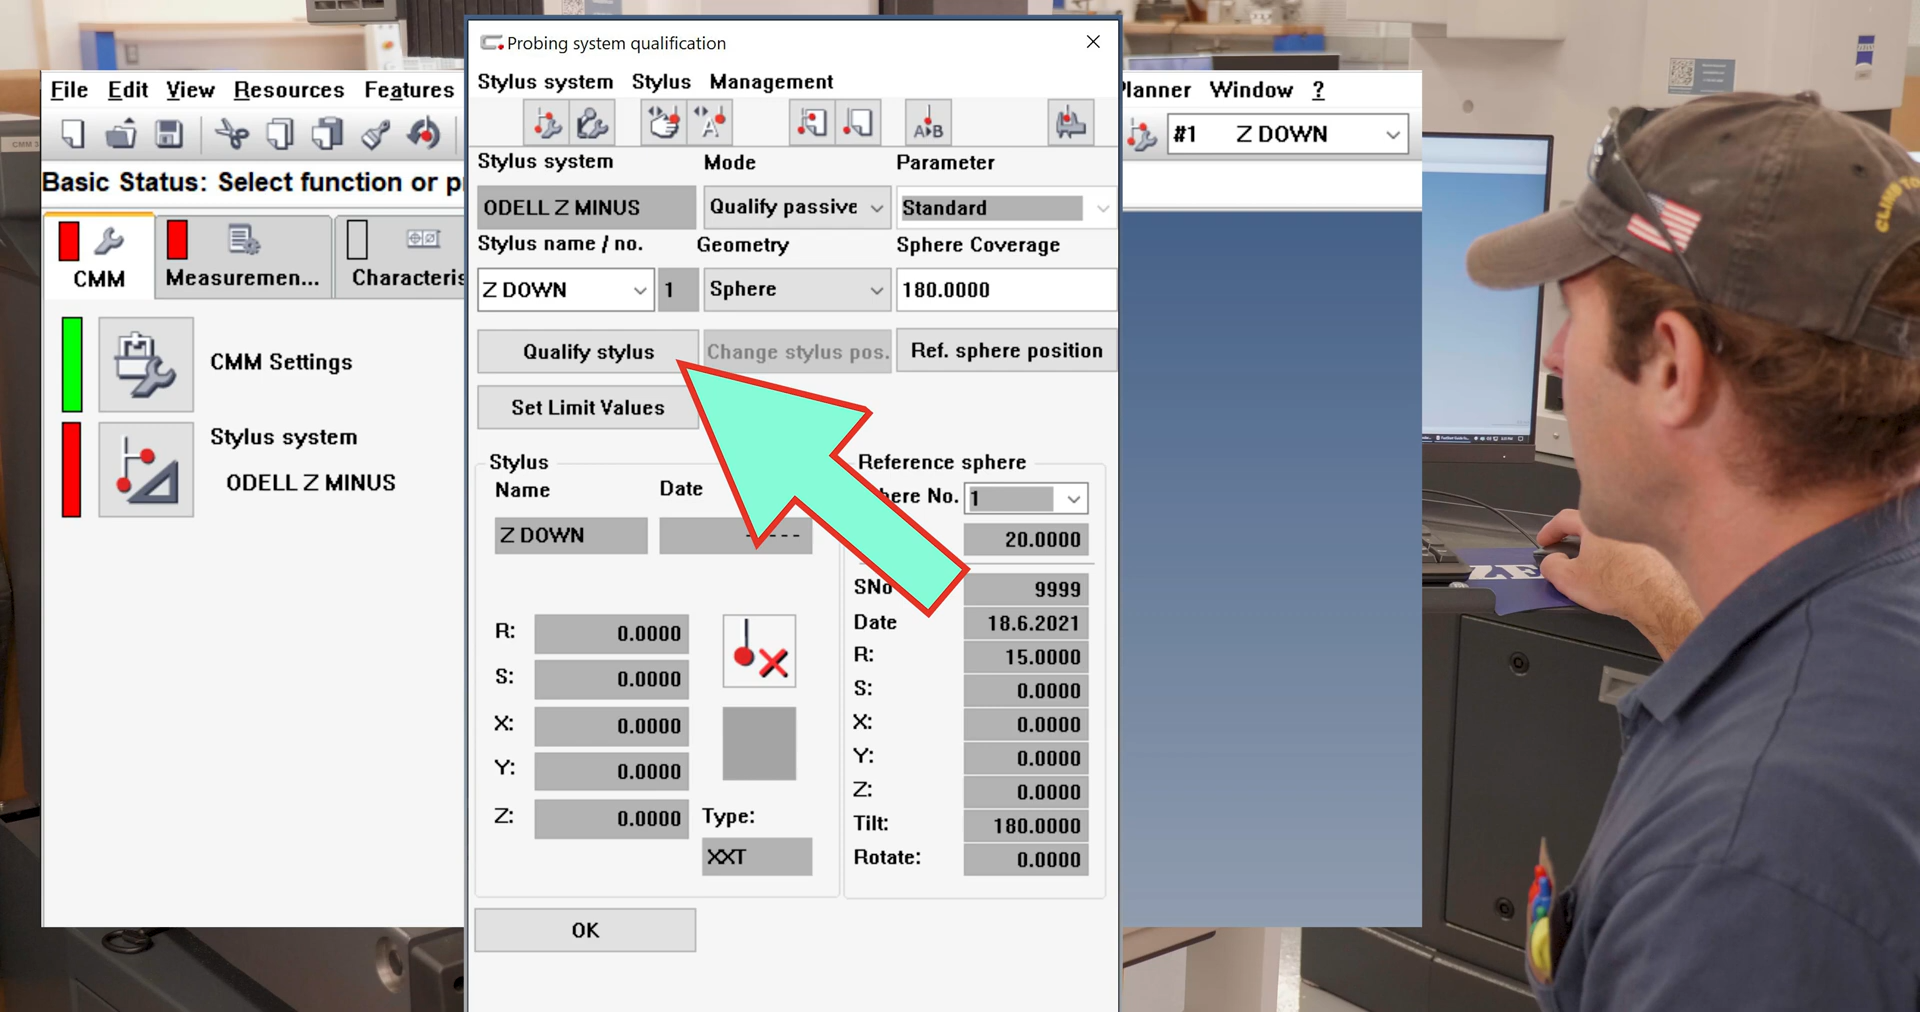 Probing system qualification
Stylus system Stylus Management
File Edit View Resources Features
Planner Window ?
A B
#1 Z DOWN
Basic Status: Select function or p
Stylus system Mode Parameter
ODELL Z MINUS Qualify passive Standard
Stylus name / no. Geometry Sphere Coverage
Z DOWN 1 Sphere 180.0000
CMM
Measuremen...
Characteris
Qualify stylus Change stylus pos. Ref. sphere position
Set Limit Values
CMM Settings
Stylus system
ODELL Z MINUS
Stylus
Name Date
Z DOWN ----
R: 0.0000
S: 0.0000
X: 0.0000
Y: 0.0000
Z: 0.0000
Type:
XXT
Reference sphere
here No. 1
20.0000
SNo 9999
Date 18.6.2021
R: 15.0000
S: 0.0000
X: 0.0000
Y: 0.0000
Z: 0.0000
Tilt: 180.0000
Rotate: 0.0000
OK
CMM 3
CLIMB TO
ZE